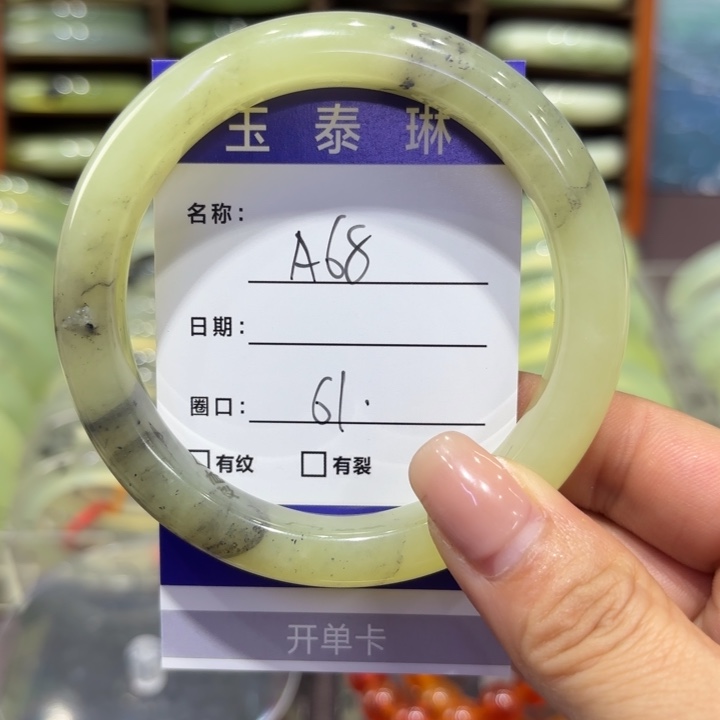 玉泰琳
名称: A68
日期:
圈口: 61.
有纹 有裂
开单卡